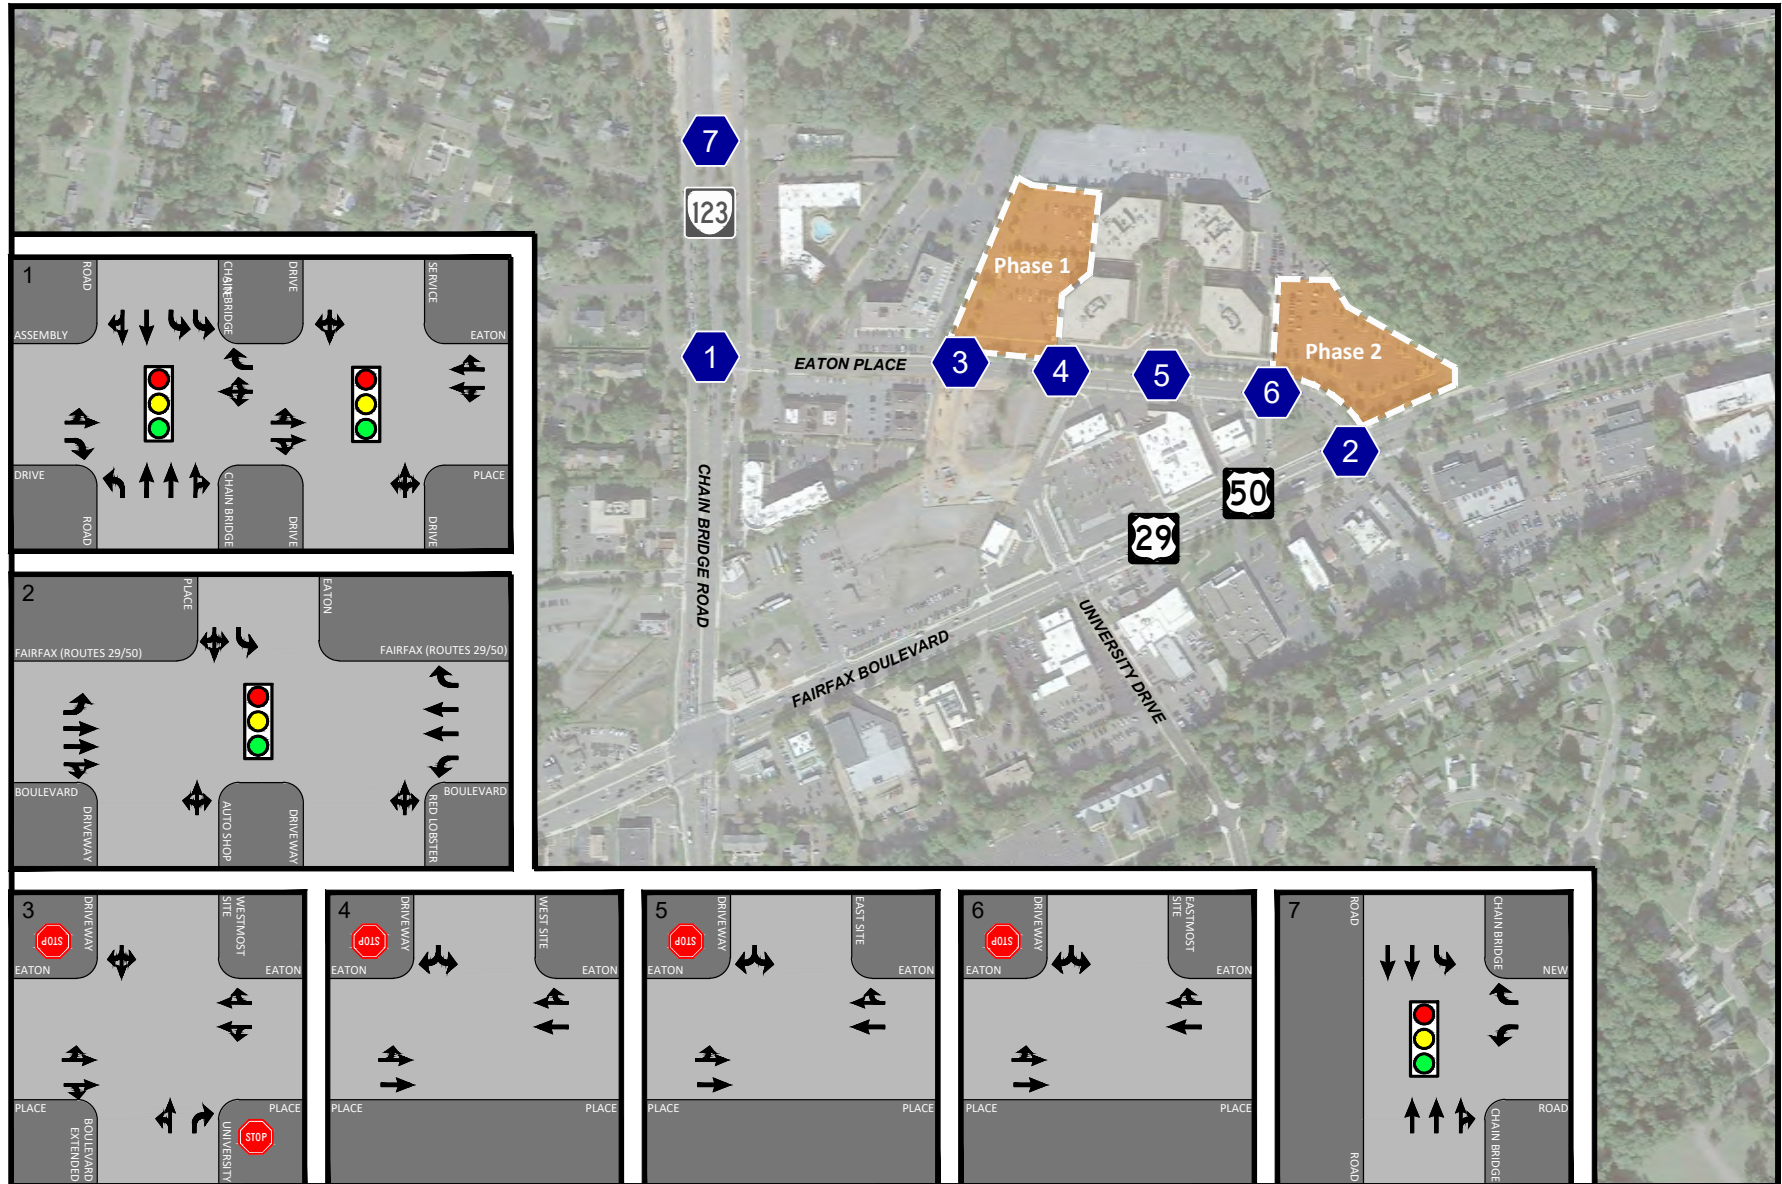 7
123
Phase 1
Phase 2
1
EATON PLACE
3
4
5
6
2
50
29
CHAIN BRIDGE ROAD
FAIRFAX BOULEVARD
UNIVERSITY DRIVE
1
ROAD
CHAIN BRIDGE
DRIVE
SERVICE
ASSEMBLY
EATON
DRIVE
PLACE
ROAD
CHAIN BRIDGE
DRIVE
DRIVE
2
PLACE
EATON
FAIRFAX (ROUTES 29/50)
FAIRFAX (ROUTES 29/50)
BOULEVARD
BOULEVARD
DRIVEWAY
AUTO SHOP
DRIVEWAY
RED LOBSTER
3
DRIVEWAY
WESTMOST
SITE
STOP
EATON
EATON
PLACE
PLACE
BOULEVARD
EXTENDED
UNIVERSITY
STOP
4
DRIVEWAY
WEST SITE
STOP
EATON
EATON
PLACE
PLACE
5
DRIVEWAY
EAST SITE
STOP
EATON
EATON
PLACE
PLACE
6
DRIVEWAY
EASTMOST
SITE
STOP
EATON
EATON
PLACE
PLACE
7
ROAD
CHAIN BRIDGE
NEW
ROAD
ROAD
CHAIN BRIDGE